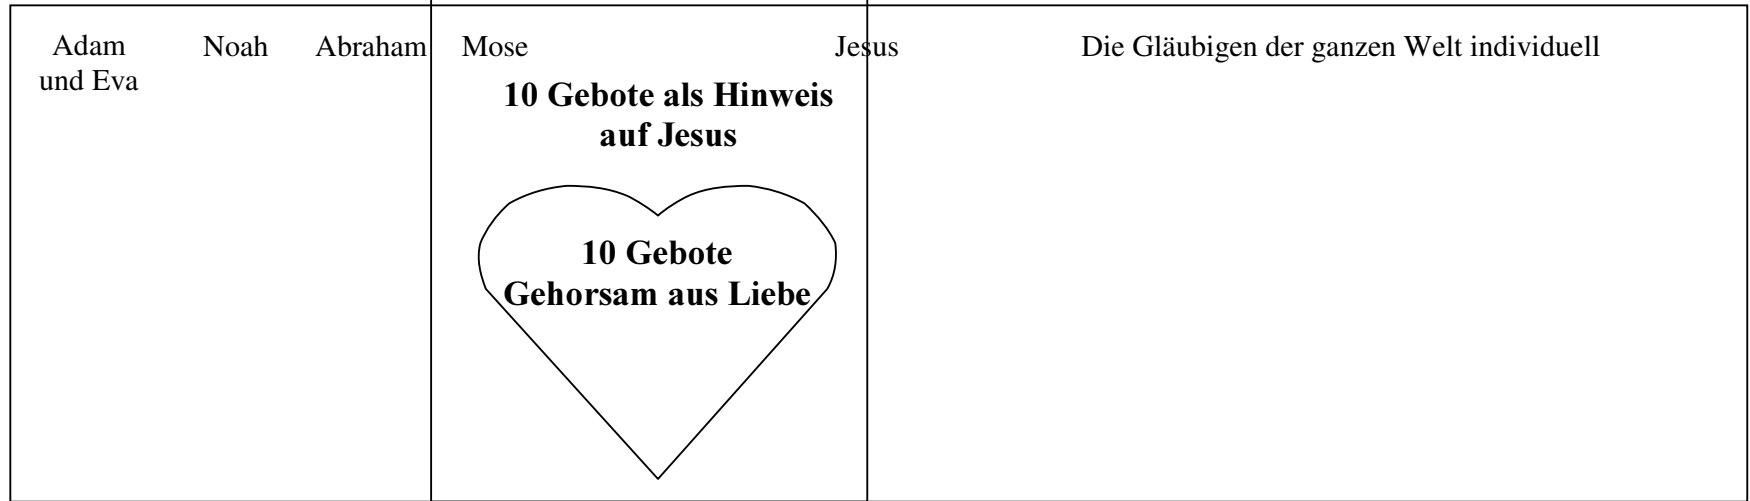 Adam
und Eva
Noah
Abraham
Mose
Jesus
Die Gläubigen der ganzen Welt individuell
10 Gebote als Hinweis
auf Jesus
10 Gebote
Gehorsam aus Liebe